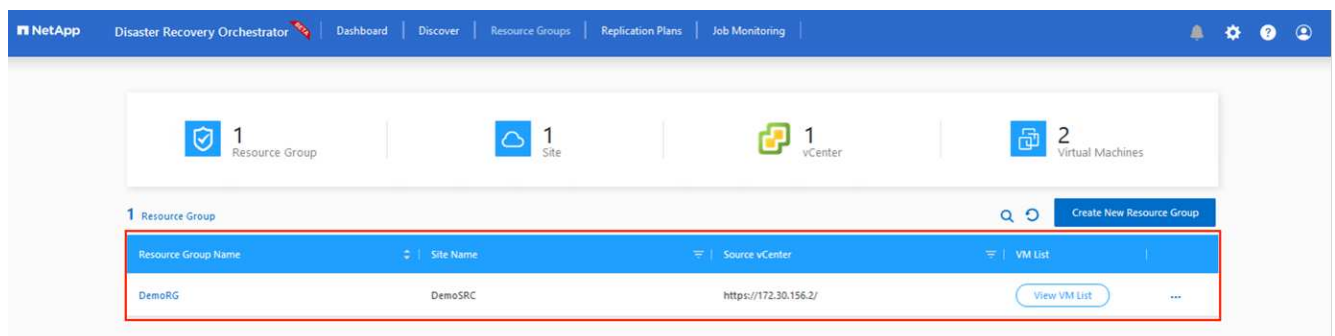 NetApp Disaster Recovery Orchestrator Dashboard Discover Resource Groups Replication Plans Job Monitoring
1
Resource Group
1
Site
1
vCenter
2
Virtual Machines
1 Resource Group Create New Resource Group
Resource Group Name Site Name Source vCenter VM List
DemoRG DemoSRC https://172.30.156.2/ View VM List ...